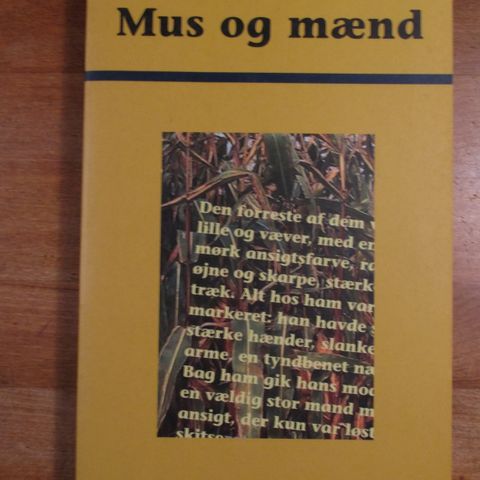 Mus og mænd
Den forreste af dem
lille og væver, med en
mørk ansigtsfarve,
øjne og skarpe, stærke
træk. Alt hos ham var
markeret: han havde
stærke hænder, slanke
arme, en tyndbenet
Bag ham gik hans
en vældig stor mand
ansigt, der kun var løst